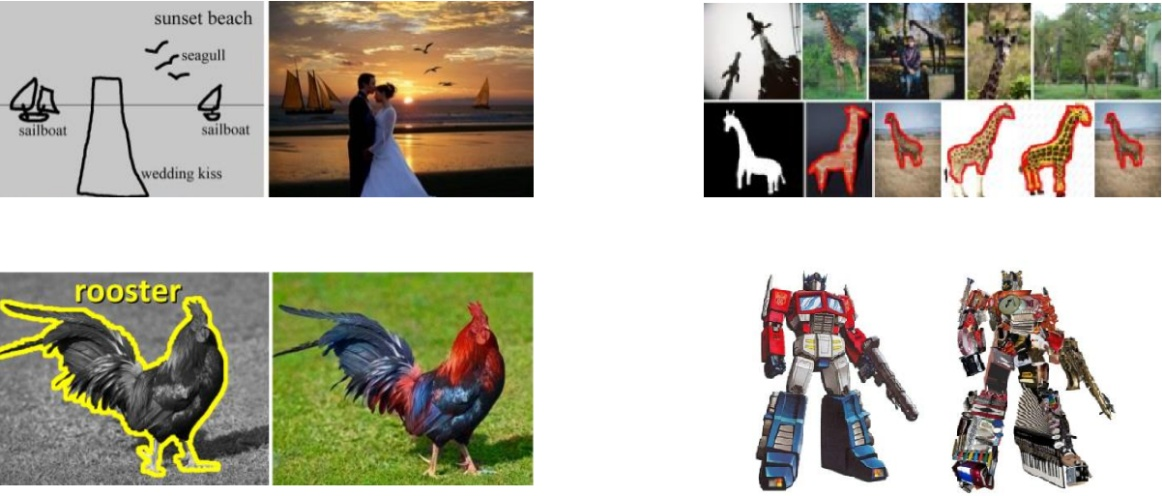 sunset beach
seagull
sailboat
sailboat
wedding kiss
rooster